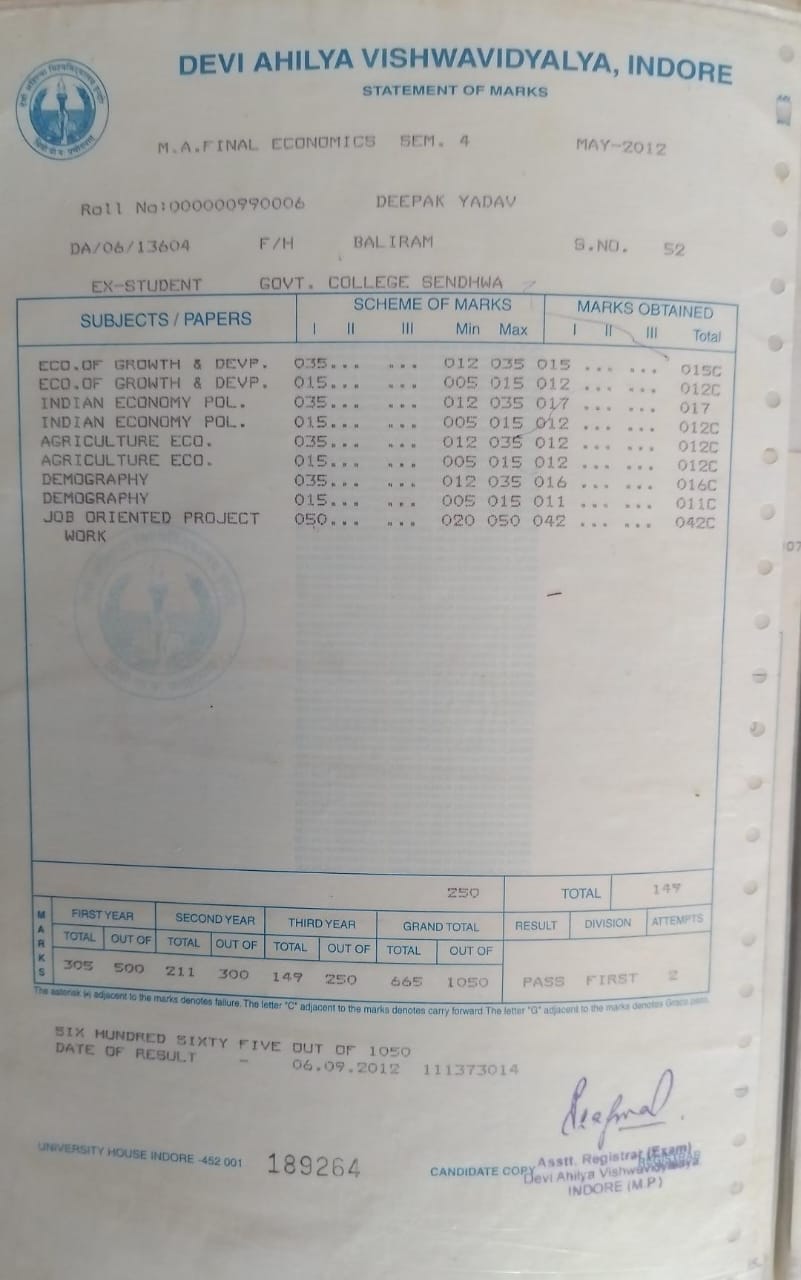 DEVI AHILYA VISHWAVIDYALYA, INDORE
STATEMENT OF MARKS
M.A.FINAL ECONOMICS SEM. 4 MAY-2012
Roll No:000000990006 DEEPAK YADAV
DA/06/13604 F/H BALIRAM S.NO. 52
EX-STUDENT GOVT. COLLEGE SENDHWA
SUBJECTS / PAPERS SCHEME OF MARKS MARKS OBTAINED
I II III Min Max I II III Total
ECO.OF GROWTH & DEVP. 035... ... 012 035 015 ... ... 015C
ECO.OF GROWTH & DEVP. 015... ... 005 015 012 ... ... 012C
INDIAN ECONOMY POL. 035... ... 012 035 017 ... ... 017
INDIAN ECONOMY POL. 015... ... 005 015 012 ... ... 012C
AGRICULTURE ECO. 035... ... 012 035 012 ... ... 012C
AGRICULTURE ECO. 015... ... 005 015 012 ... ... 012C
DEMOGRAPHY 035... ... 012 035 016 ... ... 016C
DEMOGRAPHY 015... ... 005 015 011 ... ... 011C
JOB ORIENTED PROJECT 050... ... 020 050 042 ... ... 042C
WORK
250 TOTAL 149
MARKS FIRST YEAR SECOND YEAR THIRD YEAR GRAND TOTAL RESULT DIVISION ATTEMPTS
TOTAL OUT OF TOTAL OUT OF TOTAL OUT OF TOTAL OUT OF
305 500 211 300 149 250 665 1050 PASS FIRST 2
The asterisk (*) adjacent to the marks denotes failure. The letter "C" adjacent to the marks denotes carry forward The letter "G" adjacent to the marks denotes Grace pass.
SIX HUNDRED SIXTY FIVE OUT OF 1050
DATE OF RESULT - 06.09.2012 111373014
UNIVERSITY HOUSE INDORE -452 001 189264 CANDIDATE COPY REGISTRAR
Asstt. Registrar (Exam)
Devi Ahilya Vishwavidyalaya
INDORE (M.P)
07